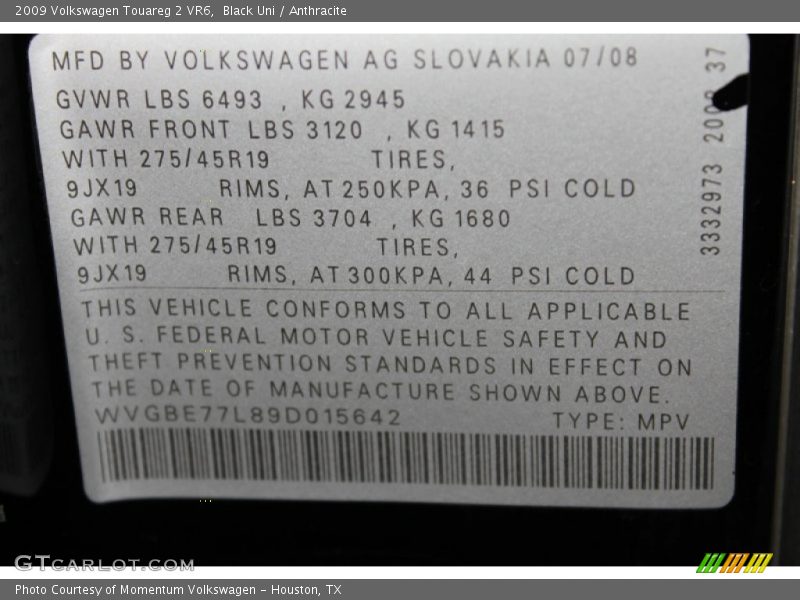 2009 Volkswagen Touareg 2 VR6,  Black Uni / Anthracite
MFD BY VOLKSWAGEN AG SLOVAKIA 07/08
GVWR LBS 6493 , KG 2945
GAWR FRONT LBS 3120 , KG 1415
WITH 275/45R19 TIRES,
9JX19 RIMS, AT 250KPA, 36 PSI COLD
GAWR REAR LBS 3704 , KG 1680
WITH 275/45R19 TIRES,
9JX19 RIMS, AT 300KPA, 44 PSI COLD
THIS VEHICLE CONFORMS TO ALL APPLICABLE
U. S. FEDERAL MOTOR VEHICLE SAFETY AND
THEFT PREVENTION STANDARDS IN EFFECT ON
THE DATE OF MANUFACTURE SHOWN ABOVE.
WVGBE77L89D015642 TYPE: MPV
3332973 2008 37
GTCARLOT.COM
Photo Courtesy of Momentum Volkswagen - Houston, TX